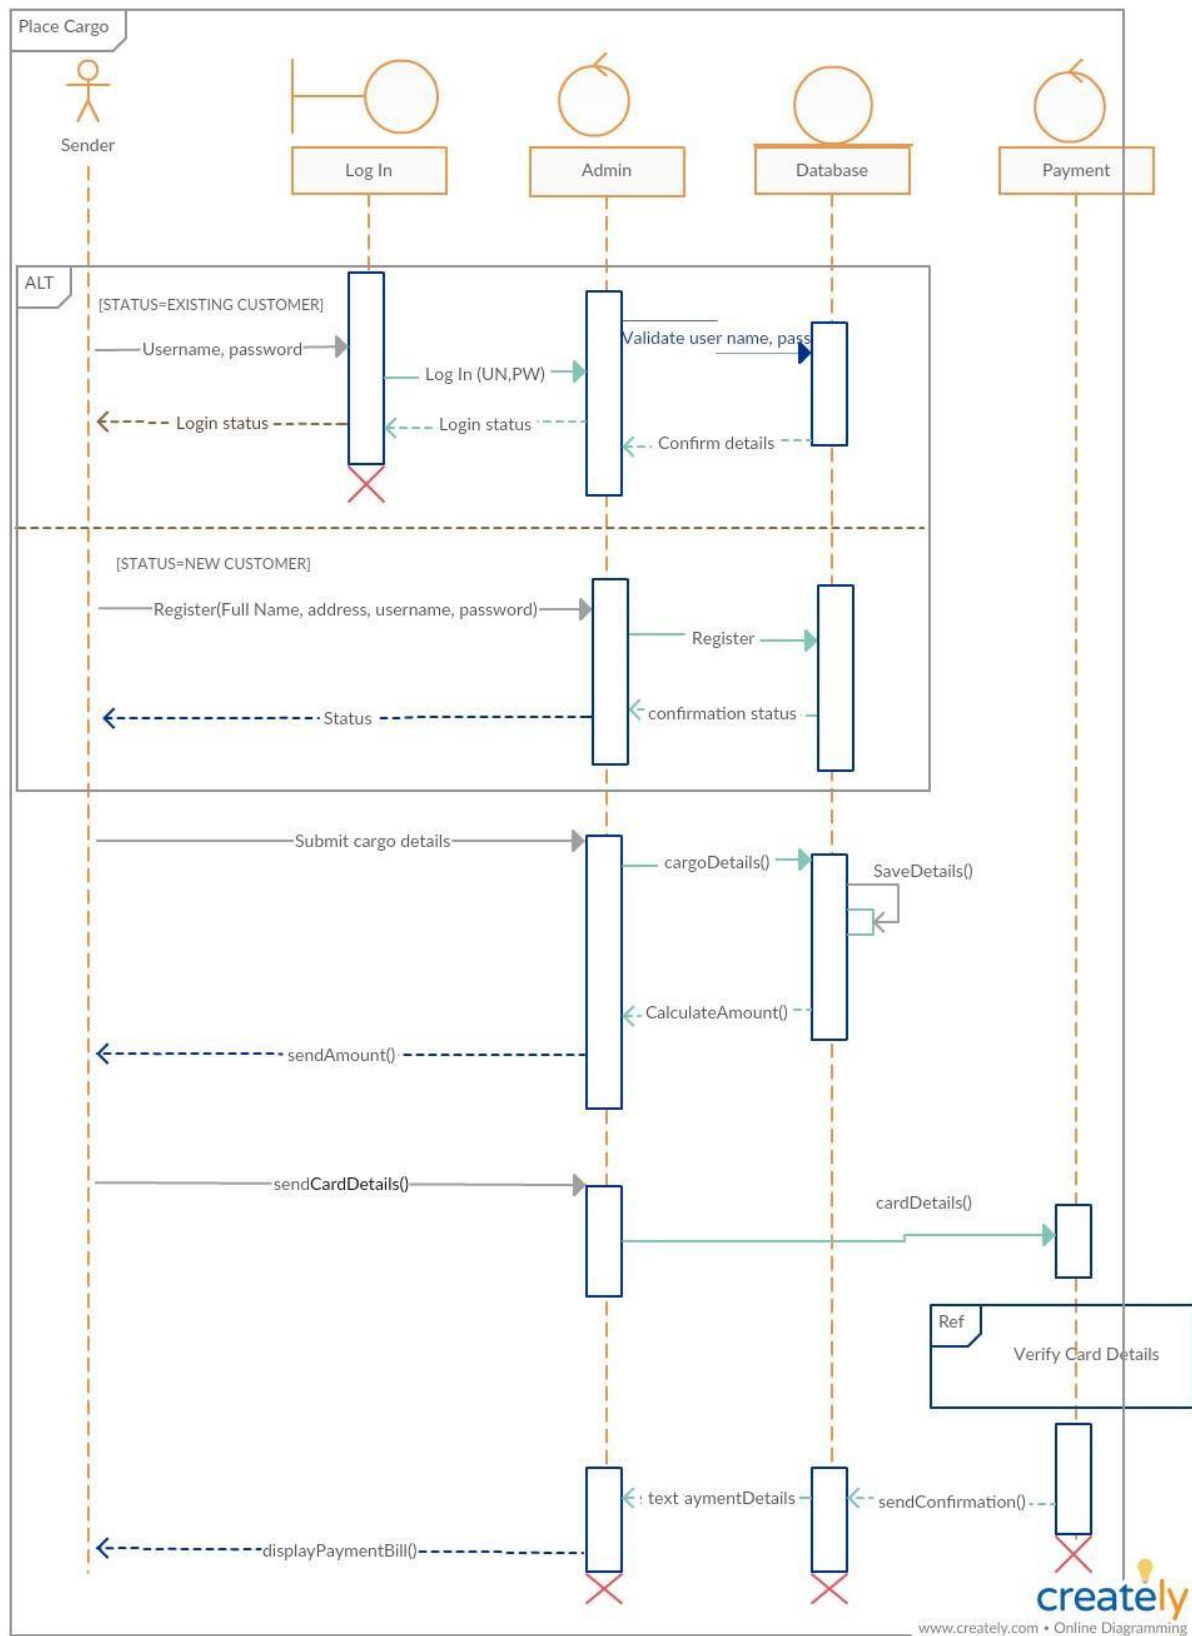 Place Cargo
Sender
Log In
Admin
Database
Payment
ALT
[STATUS=EXISTING CUSTOMER]
Validate user name, pass
Username, password
Log In (UN,PW)
Login status
Login status
Confirm details
[STATUS=NEW CUSTOMER]
Register(Full Name, address, username, password)
Register
confirmation status
Status
Submit cargo details
cargoDetails()
SaveDetails()
CalculateAmount()
sendAmount()
sendCardDetails()
cardDetails()
Ref
Verify Card Details
text aymentDetails
sendConfirmation()
displayPaymentBill()
creately
www.creately.com • Online Diagramming